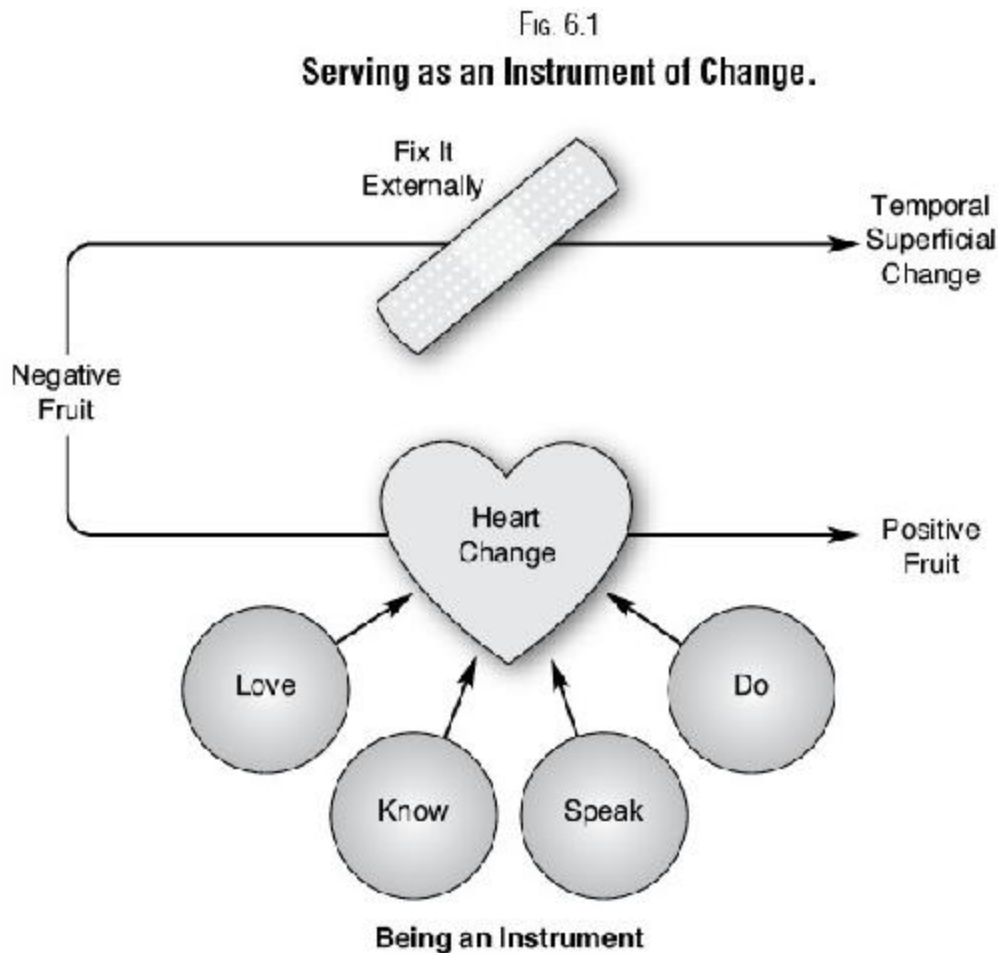 FIG. 6.1
Serving as an Instrument of Change.
Fix It
Externally
Temporal
Superficial
Change
Negative
Fruit
Heart
Change
Positive
Fruit
Love
Do
Know
Speak
Being an Instrument